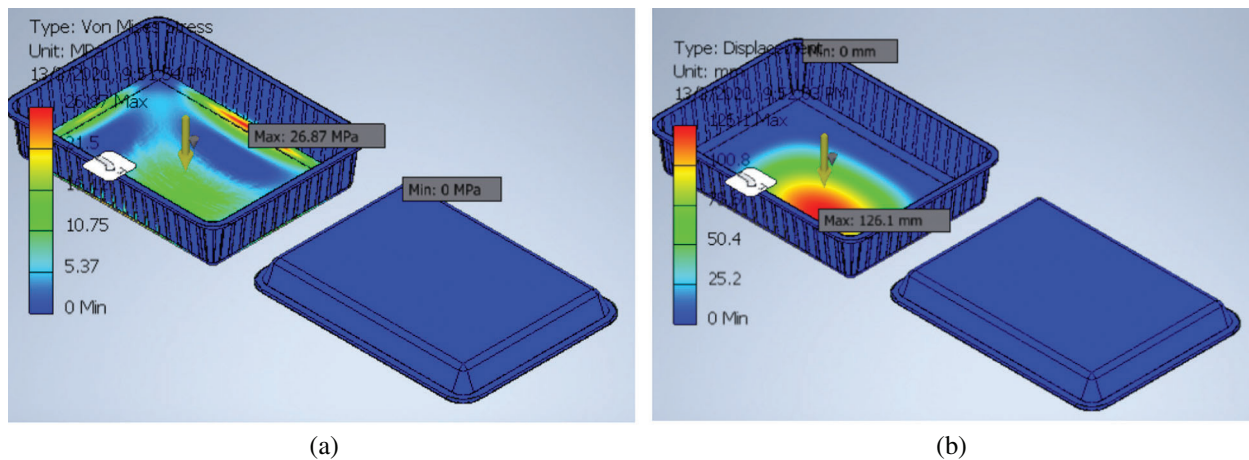 Type: Von Mises Stress
Unit: MPa
26.87 Max
21.5
10.75
5.37
0 Min
Max: 26.87 MPa
Min: 0 MPa
(a)
Type: Displacement
Unit: mm
Min: 0 mm
100.8
50.4
25.2
0 Min
Max: 126.1 mm
(b)